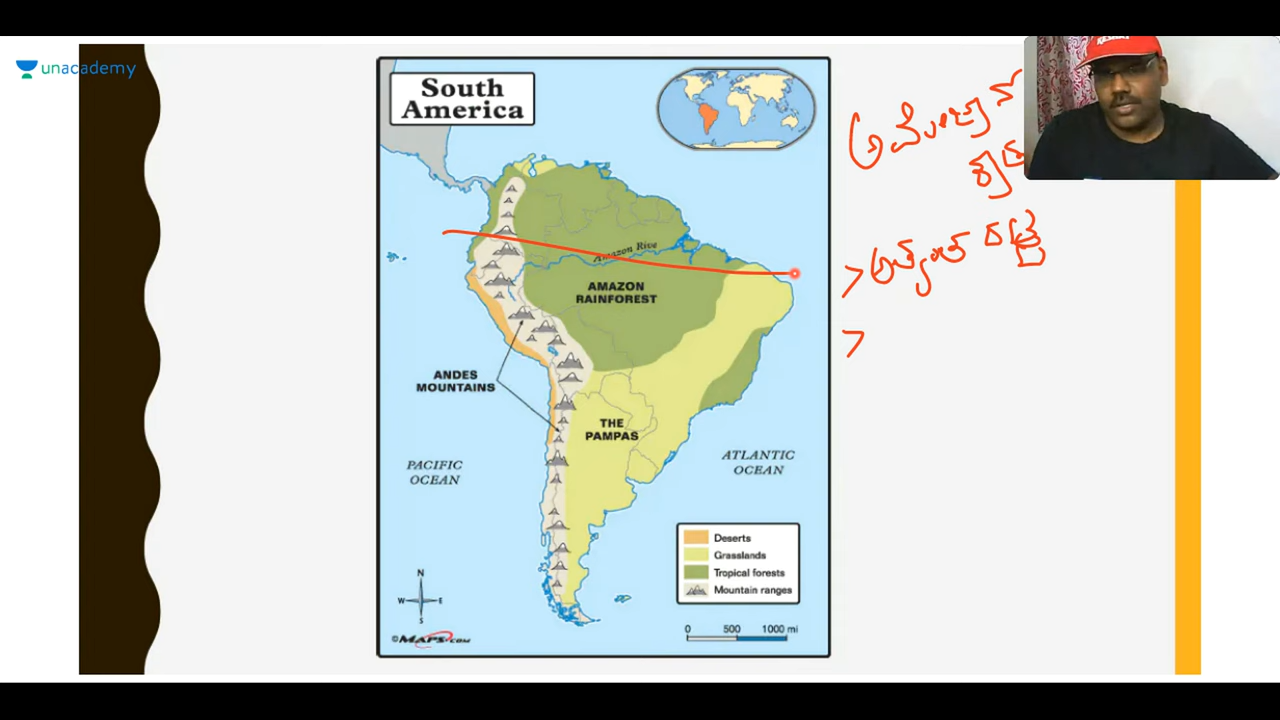 unacademy
South
America
Amazon Rive
AMAZON
RAINFOREST
ANDES
MOUNTAINS
THE
PAMPAS
PACIFIC
OCEAN
ATLANTIC
OCEAN
Deserts
Grasslands
Tropical forests
Mountain ranges
N
W
E
S
0 500 1000 mi
©MAPS.COM
ಅಮೇಜಾನ್
>
>